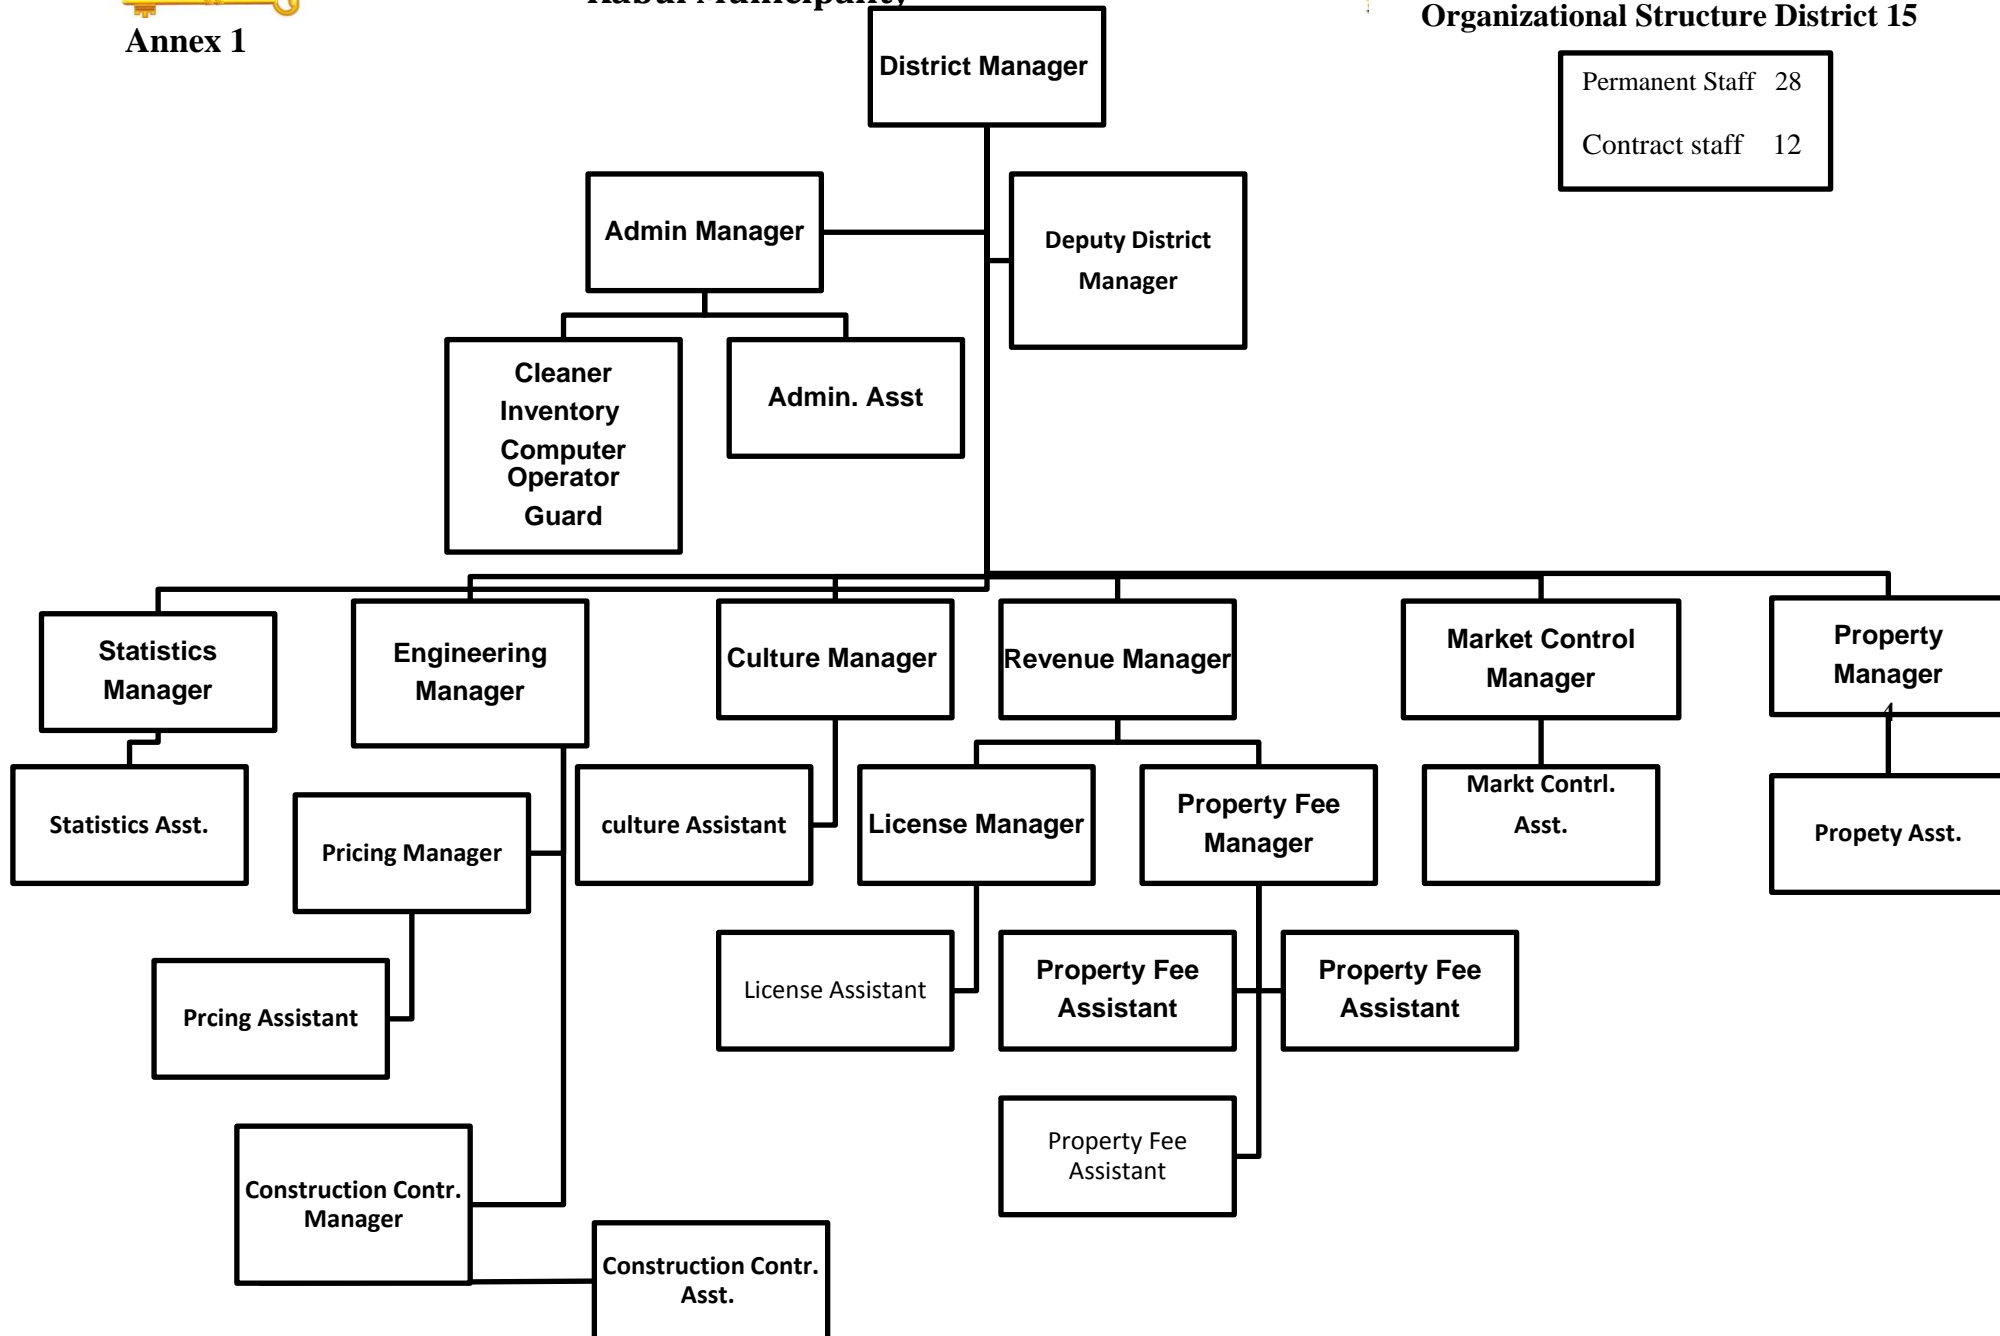 Kabul Municipality
Annex 1
Organizational Structure District 15
Permanent Staff 28
Contract staff 12
District Manager
Admin Manager
Deputy District
Manager
Cleaner
Inventory
Computer
Operator
Guard
Admin. Asst
Statistics
Manager
Engineering
Manager
Culture Manager
Revenue Manager
Market Control
Manager
Property
Manager
4
Statistics Asst.
Pricing Manager
culture Assistant
License Manager
Property Fee
Manager
Markt Contrl.
Asst.
Propety Asst.
Prcing Assistant
License Assistant
Property Fee
Assistant
Property Fee
Assistant
Property Fee
Assistant
Construction Contr.
Manager
Construction Contr.
Asst.